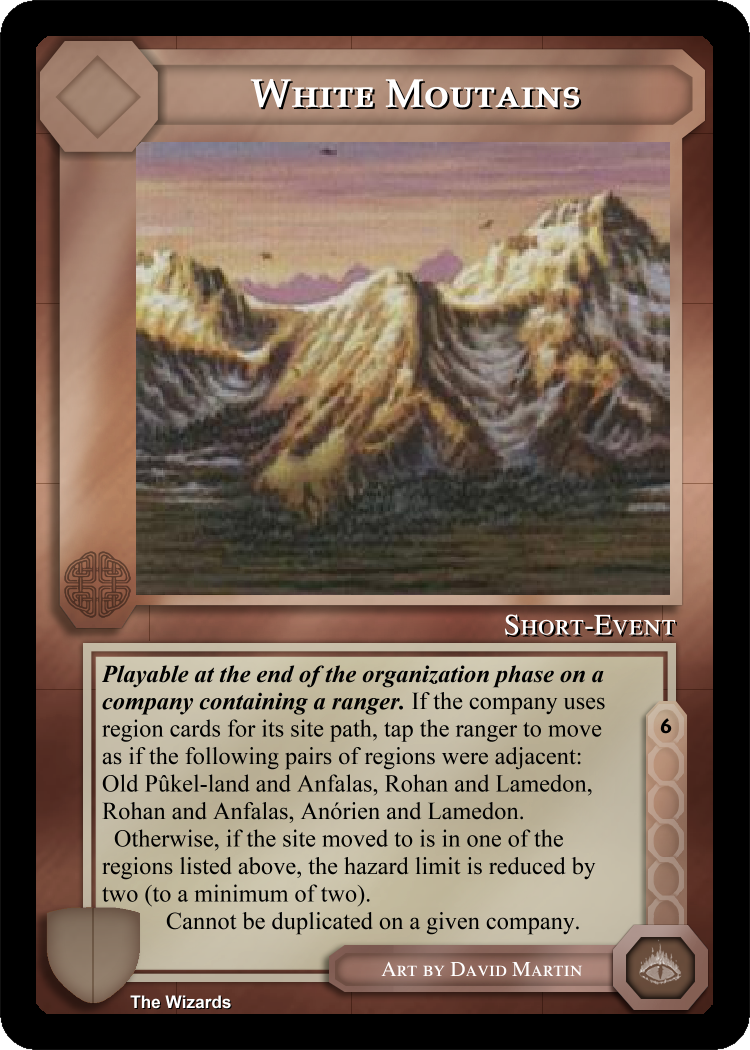 White Moutains
Short-Event
Playable at the end of the organization phase on a
company containing a ranger. If the company uses
region cards for its site path, tap the ranger to move
as if the following pairs of regions were adjacent:
Old Pûkel-land and Anfalas, Rohan and Lamedon,
Rohan and Anfalas, Anórien and Lamedon.
Otherwise, if the site moved to is in one of the
regions listed above, the hazard limit is reduced by
two (to a minimum of two).
Cannot be duplicated on a given company.
6
Art by David Martin
The Wizards